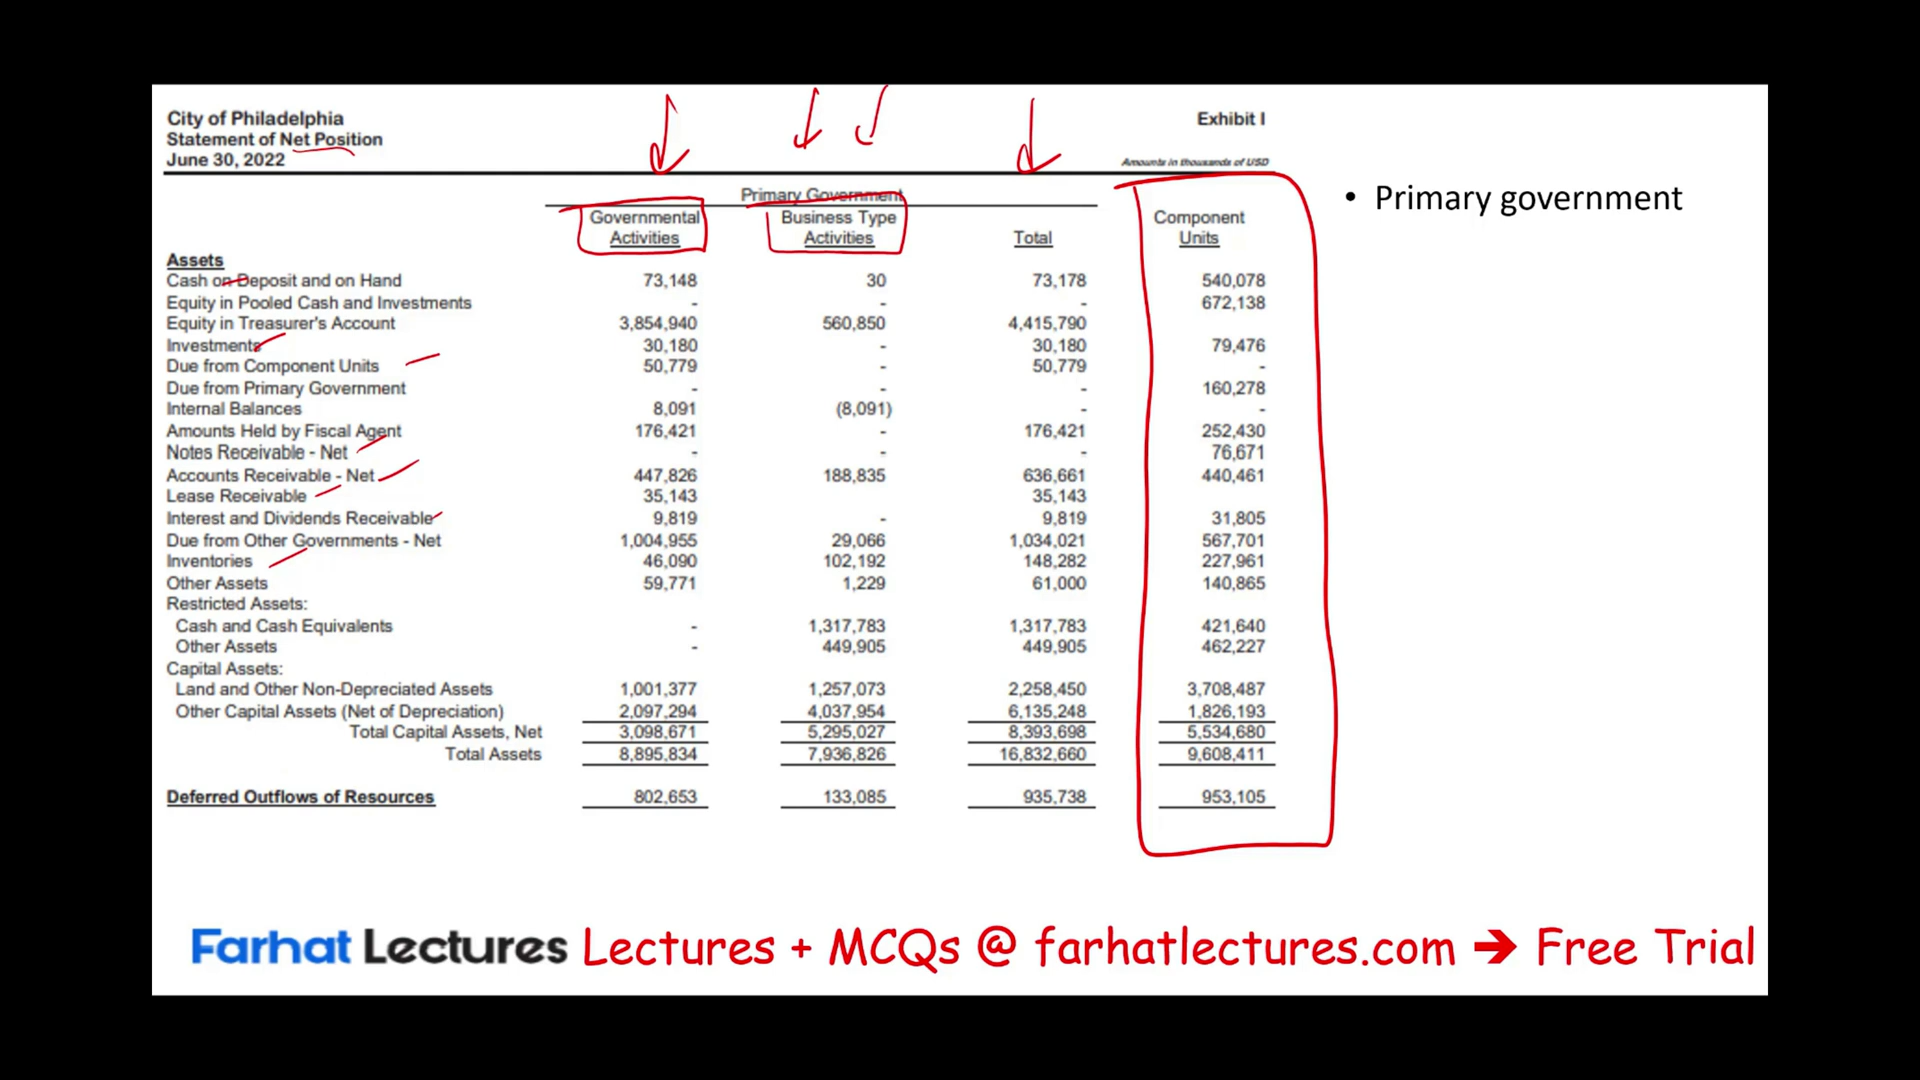 City of Philadelphia
Exhibit I
Statement of Net Position
June 30, 2022
Amounts in thousands of USD
• Primary government
Primary Government
Governmental Activities Business Type Activities Total Component Units
Assets
Cash on Deposit and on Hand 73,148 30 73,178 540,078
Equity in Pooled Cash and Investments - - - 672,138
Equity in Treasurer's Account 3,854,940 560,850 4,415,790
Investments 30,180 - 30,180 79,476
Due from Component Units 50,779 - 50,779 -
Due from Primary Government - - - 160,278
Internal Balances 8,091 (8,091) - -
Amounts Held by Fiscal Agent 176,421 - 176,421 252,430
Notes Receivable - Net - - - 76,671
Accounts Receivable - Net 447,826 188,835 636,661 440,461
Lease Receivable 35,143 35,143
Interest and Dividends Receivable 9,819 - 9,819 31,805
Due from Other Governments - Net 1,004,955 29,066 1,034,021 567,701
Inventories 46,090 102,192 148,282 227,961
Other Assets 59,771 1,229 61,000 140,865
Restricted Assets:
Cash and Cash Equivalents - 1,317,783 1,317,783 421,640
Other Assets - 449,905 449,905 462,227
Capital Assets:
Land and Other Non-Depreciated Assets 1,001,377 1,257,073 2,258,450 3,708,487
Other Capital Assets (Net of Depreciation) 2,097,294 4,037,954 6,135,248 1,826,193
Total Capital Assets, Net 3,098,671 5,295,027 8,393,698 5,534,680
Total Assets 8,895,834 7,936,826 16,832,660 9,608,411
Deferred Outflows of Resources 802,653 133,085 935,738 953,105
Farhat Lectures Lectures + MCQs @ farhatlectures.com ➔ Free Trial